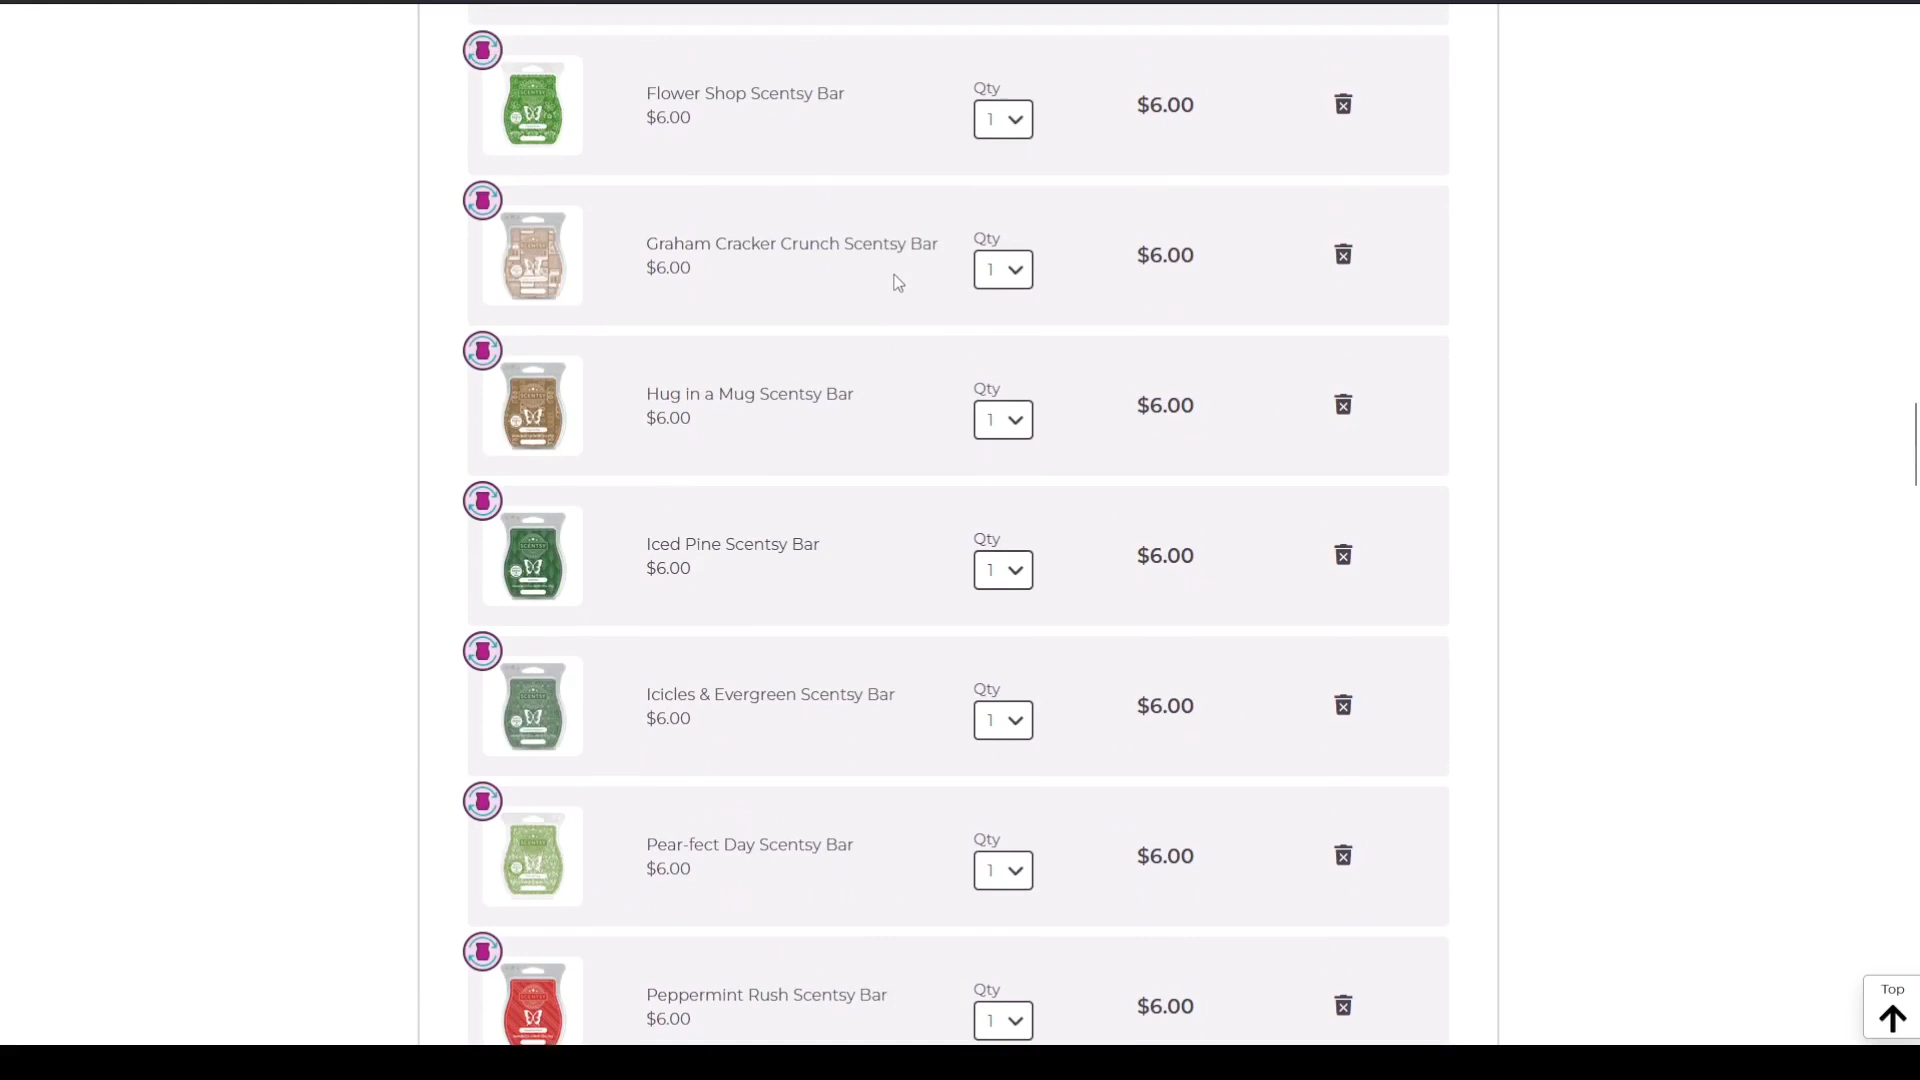 Flower Shop Scentsy Bar
$6.00
Qty
1
$6.00
Graham Cracker Crunch Scentsy Bar
$6.00
Qty
1
$6.00
Hug in a Mug Scentsy Bar
$6.00
Qty
1
$6.00
Iced Pine Scentsy Bar
$6.00
Qty
1
$6.00
Icicles & Evergreen Scentsy Bar
$6.00
Qty
1
$6.00
Pear-fect Day Scentsy Bar
$6.00
Qty
1
$6.00
Peppermint Rush Scentsy Bar
$6.00
Qty
1
$6.00
Top